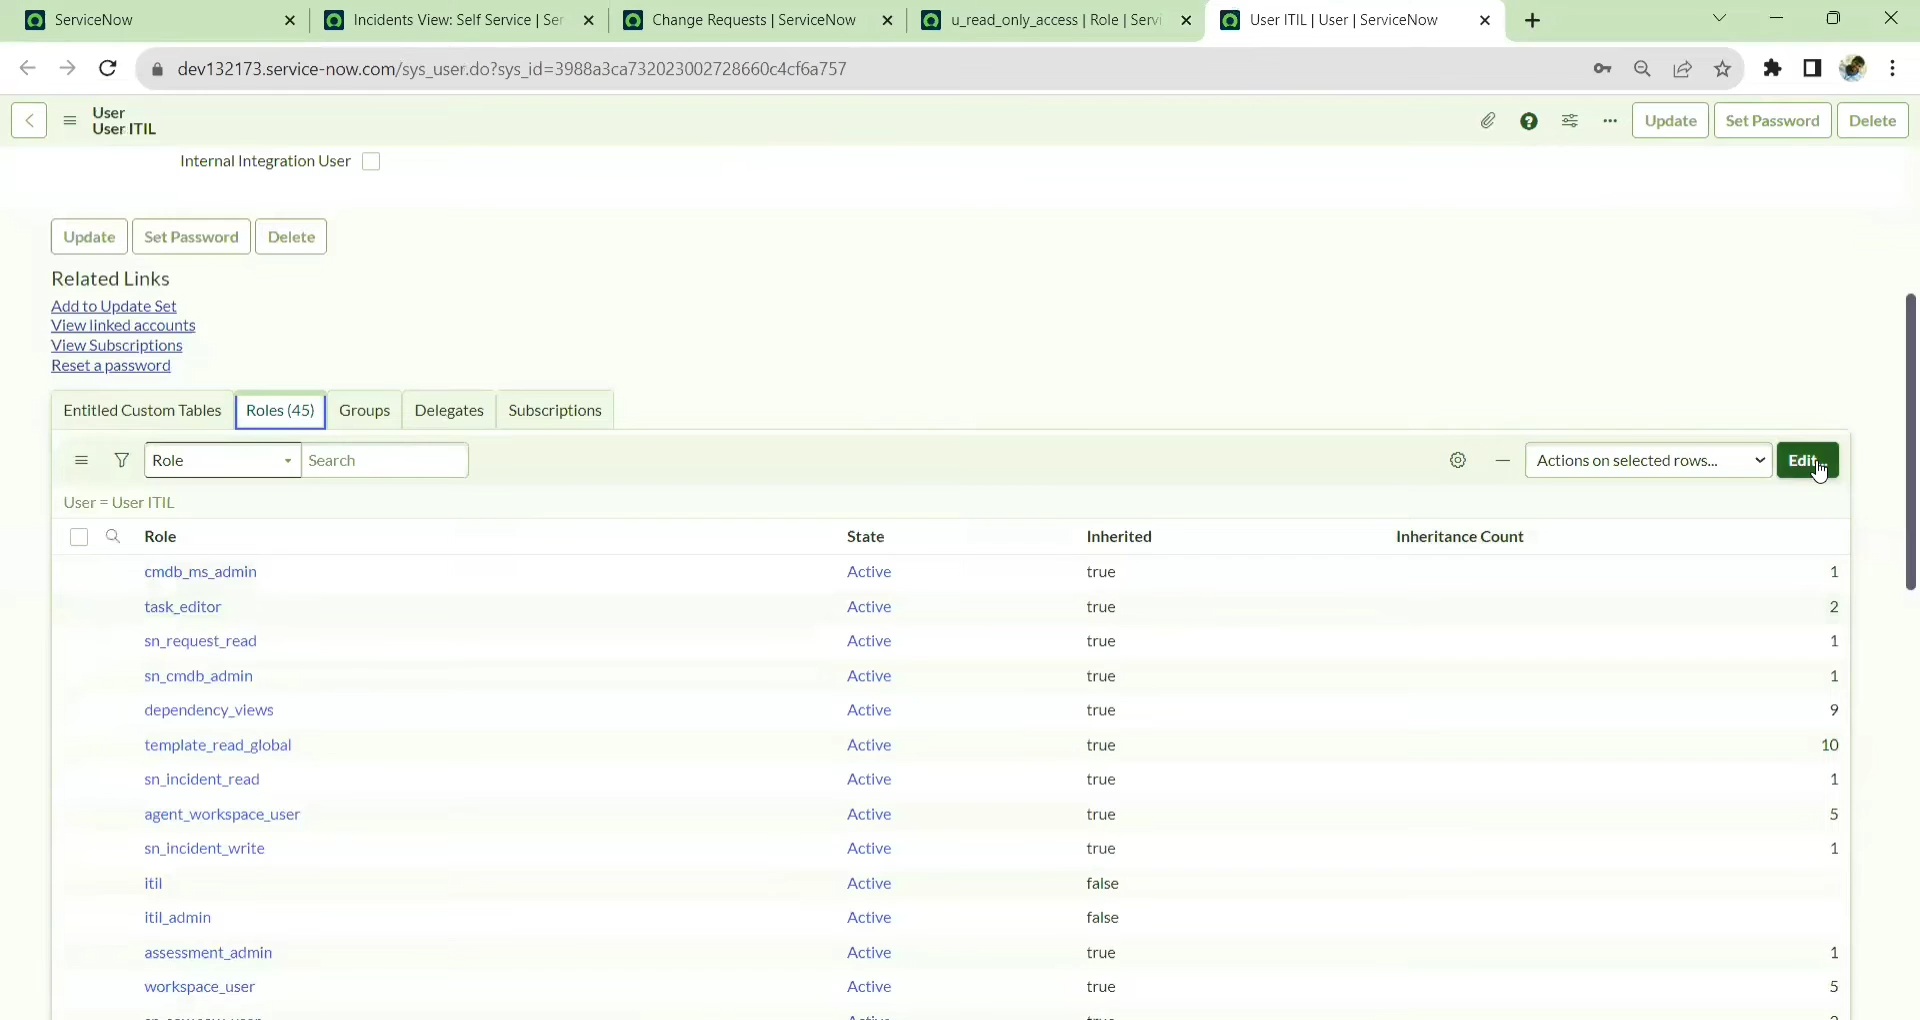 ServiceNow
Incidents View: Self Service | Ser
Change Requests | ServiceNow
u_read_only_access | Role | Servi
User ITIL | User | ServiceNow
dev132173.service-now.com/sys_user.do?sys_id=3988a3ca732023002728660c4cf6a757
User
User ITIL
Update
Set Password
Delete
Internal Integration User
Update
Set Password
Delete
Related Links
Add to Update Set
View linked accounts
View Subscriptions
Reset a password
Entitled Custom Tables
Roles (45)
Groups
Delegates
Subscriptions
Role
Search
Actions on selected rows...
Edit...
User = User ITIL
Role State Inherited Inheritance Count
cmdb_ms_admin Active true 1
task_editor Active true 2
sn_request_read Active true 1
sn_cmdb_admin Active true 1
dependency_views Active true 9
template_read_global Active true 10
sn_incident_read Active true 1
agent_workspace_user Active true 5
sn_incident_write Active true 1
itil Active false
itil_admin Active false
assessment_admin Active true 1
workspace_user Active true 5